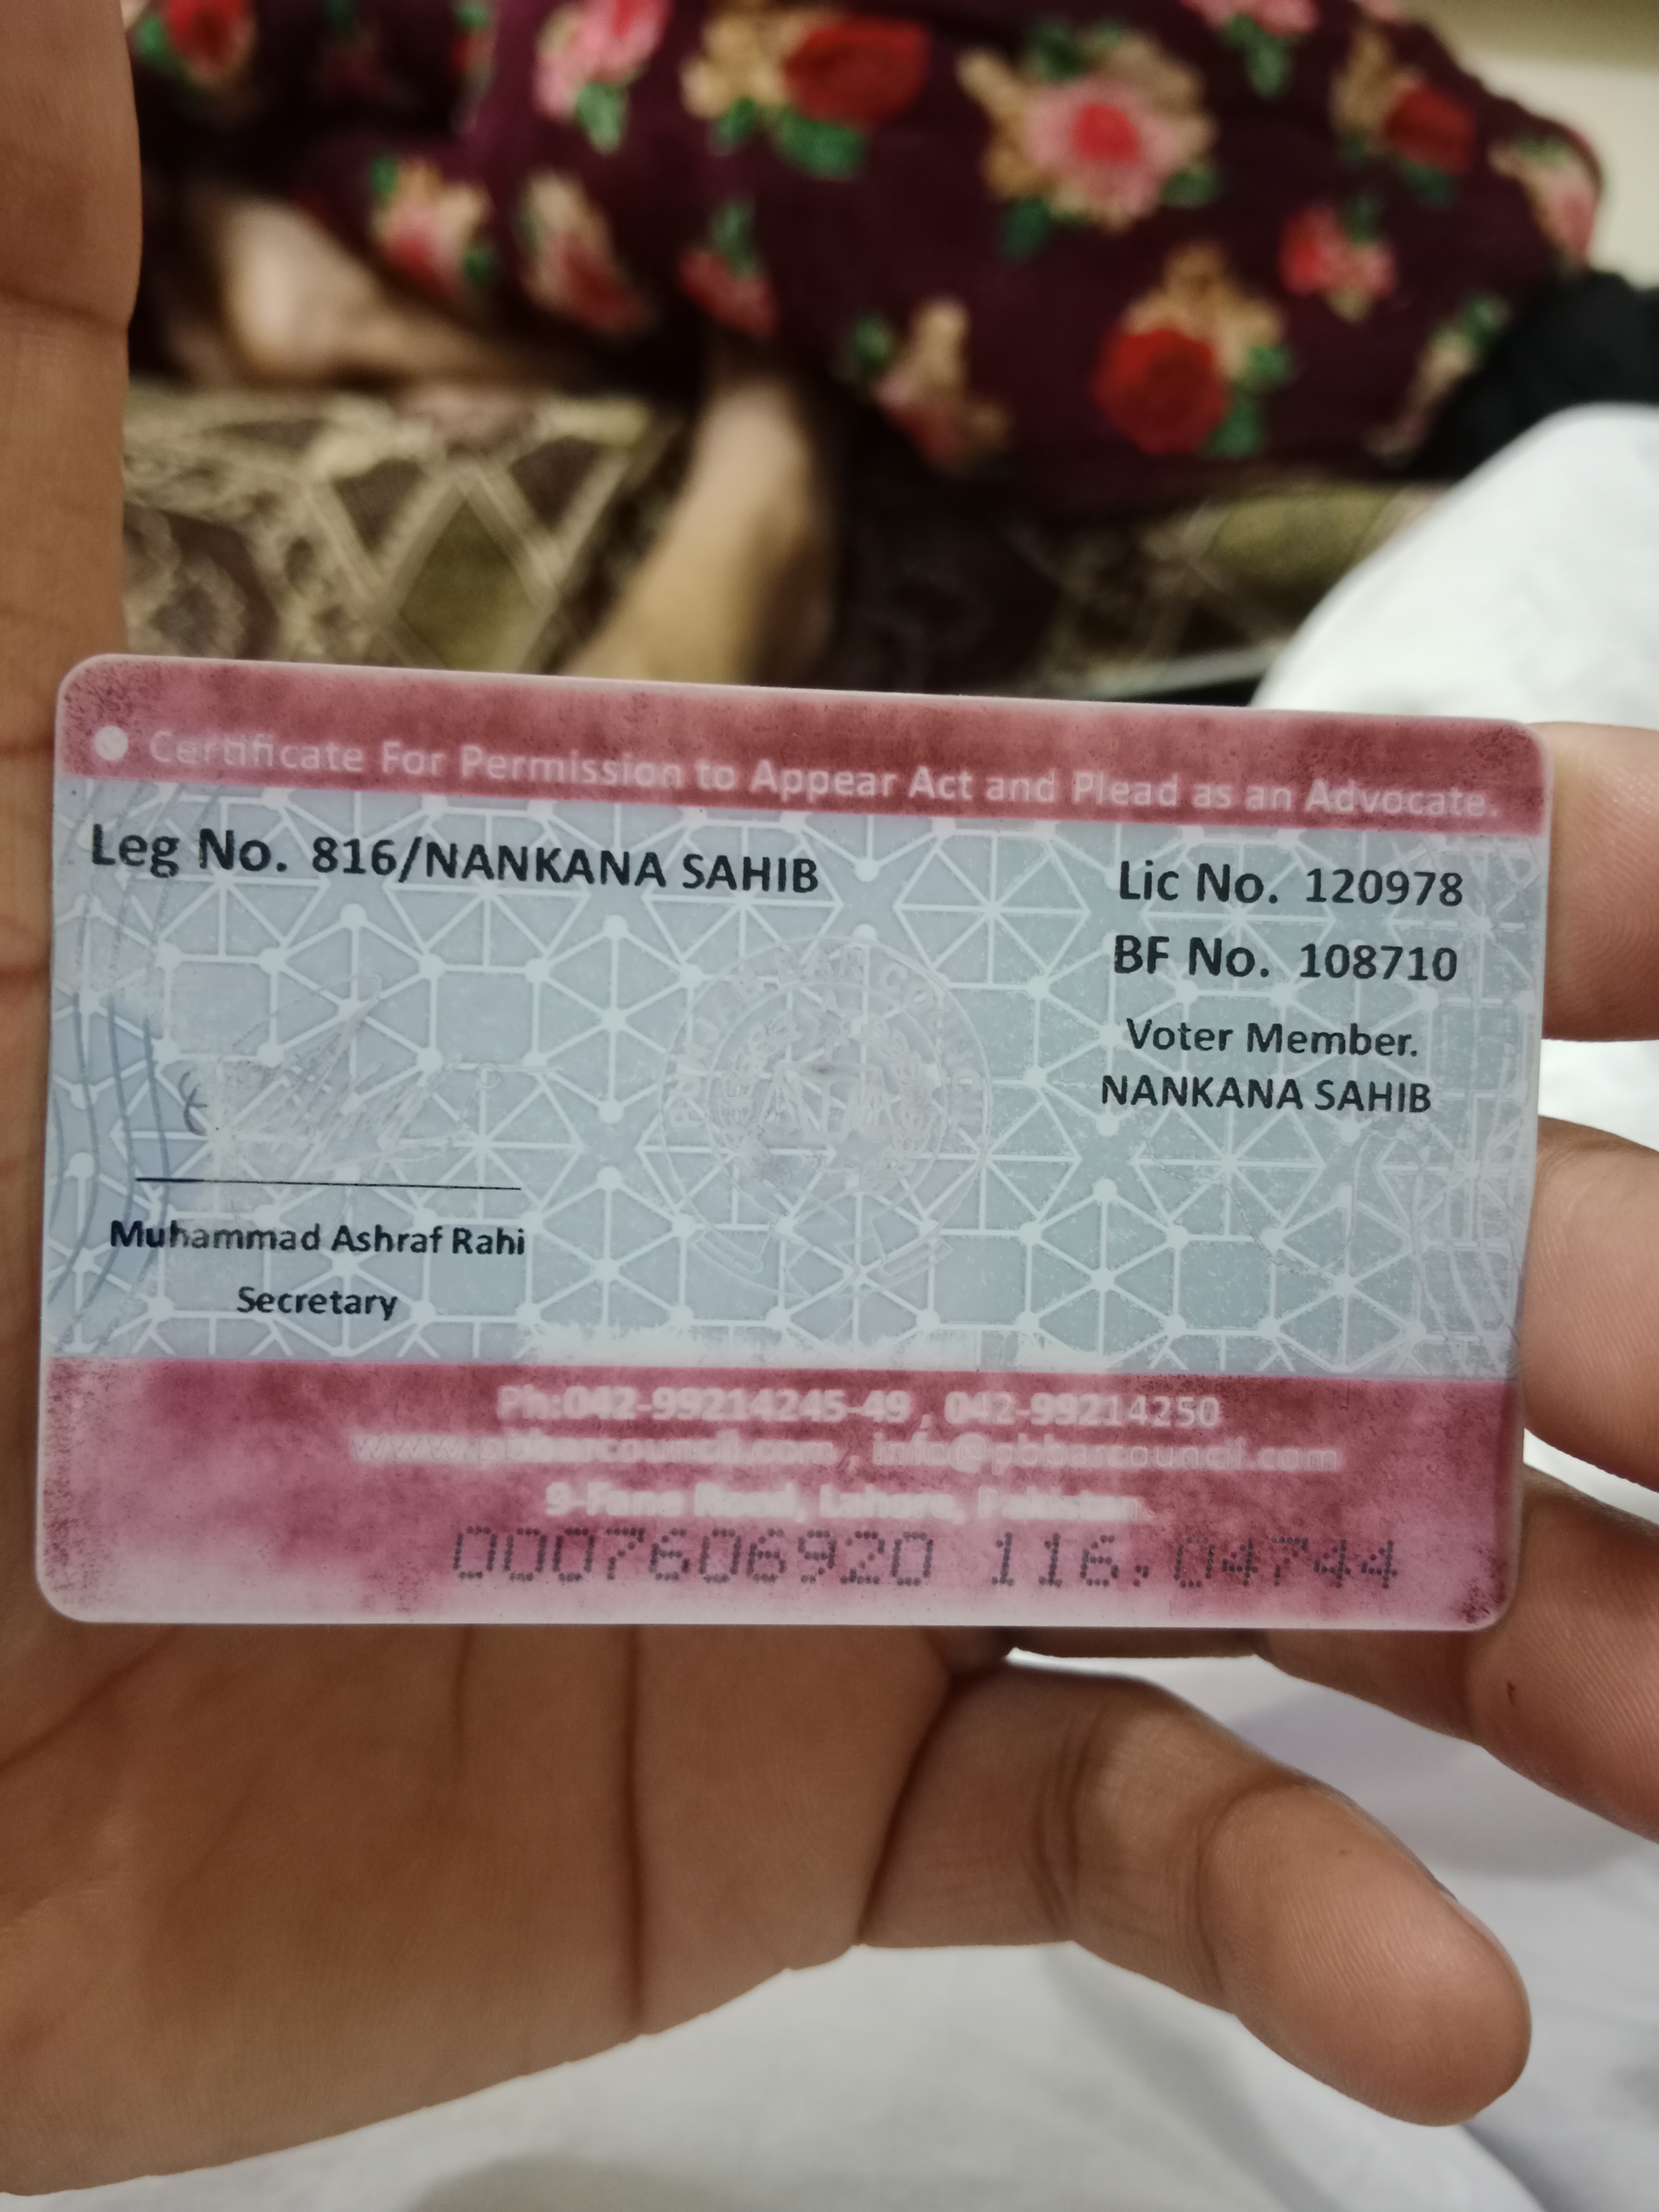 Certificate For Permission to Appear Act and Plead as an Advocate.
Leg No. 816/NANKANA SAHIB
Lic No. 120978
BF No. 108710
Voter Member.
NANKANA SAHIB
Muhammad Ashraf Rahi
Secretary
Ph:042-99214245-49 , 042-99214250
www.pbbarcouncil.com , info@pbbarcouncil.com
9-Fane Road, Lahore, Pakistan.
0007606920 116,04744